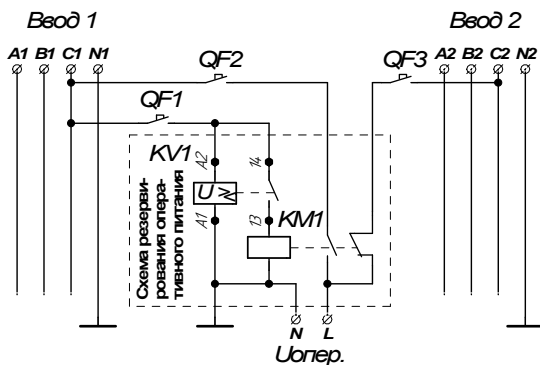 Ввод 1
Ввод 2
A1 B1 C1 N1
QF2
QF3
A2 B2 C2 N2
QF1
KV1
A2
14
U ><
A1
13
KM1
Схема резерви-
рования опера-
тивного питания
N L
Uопер.